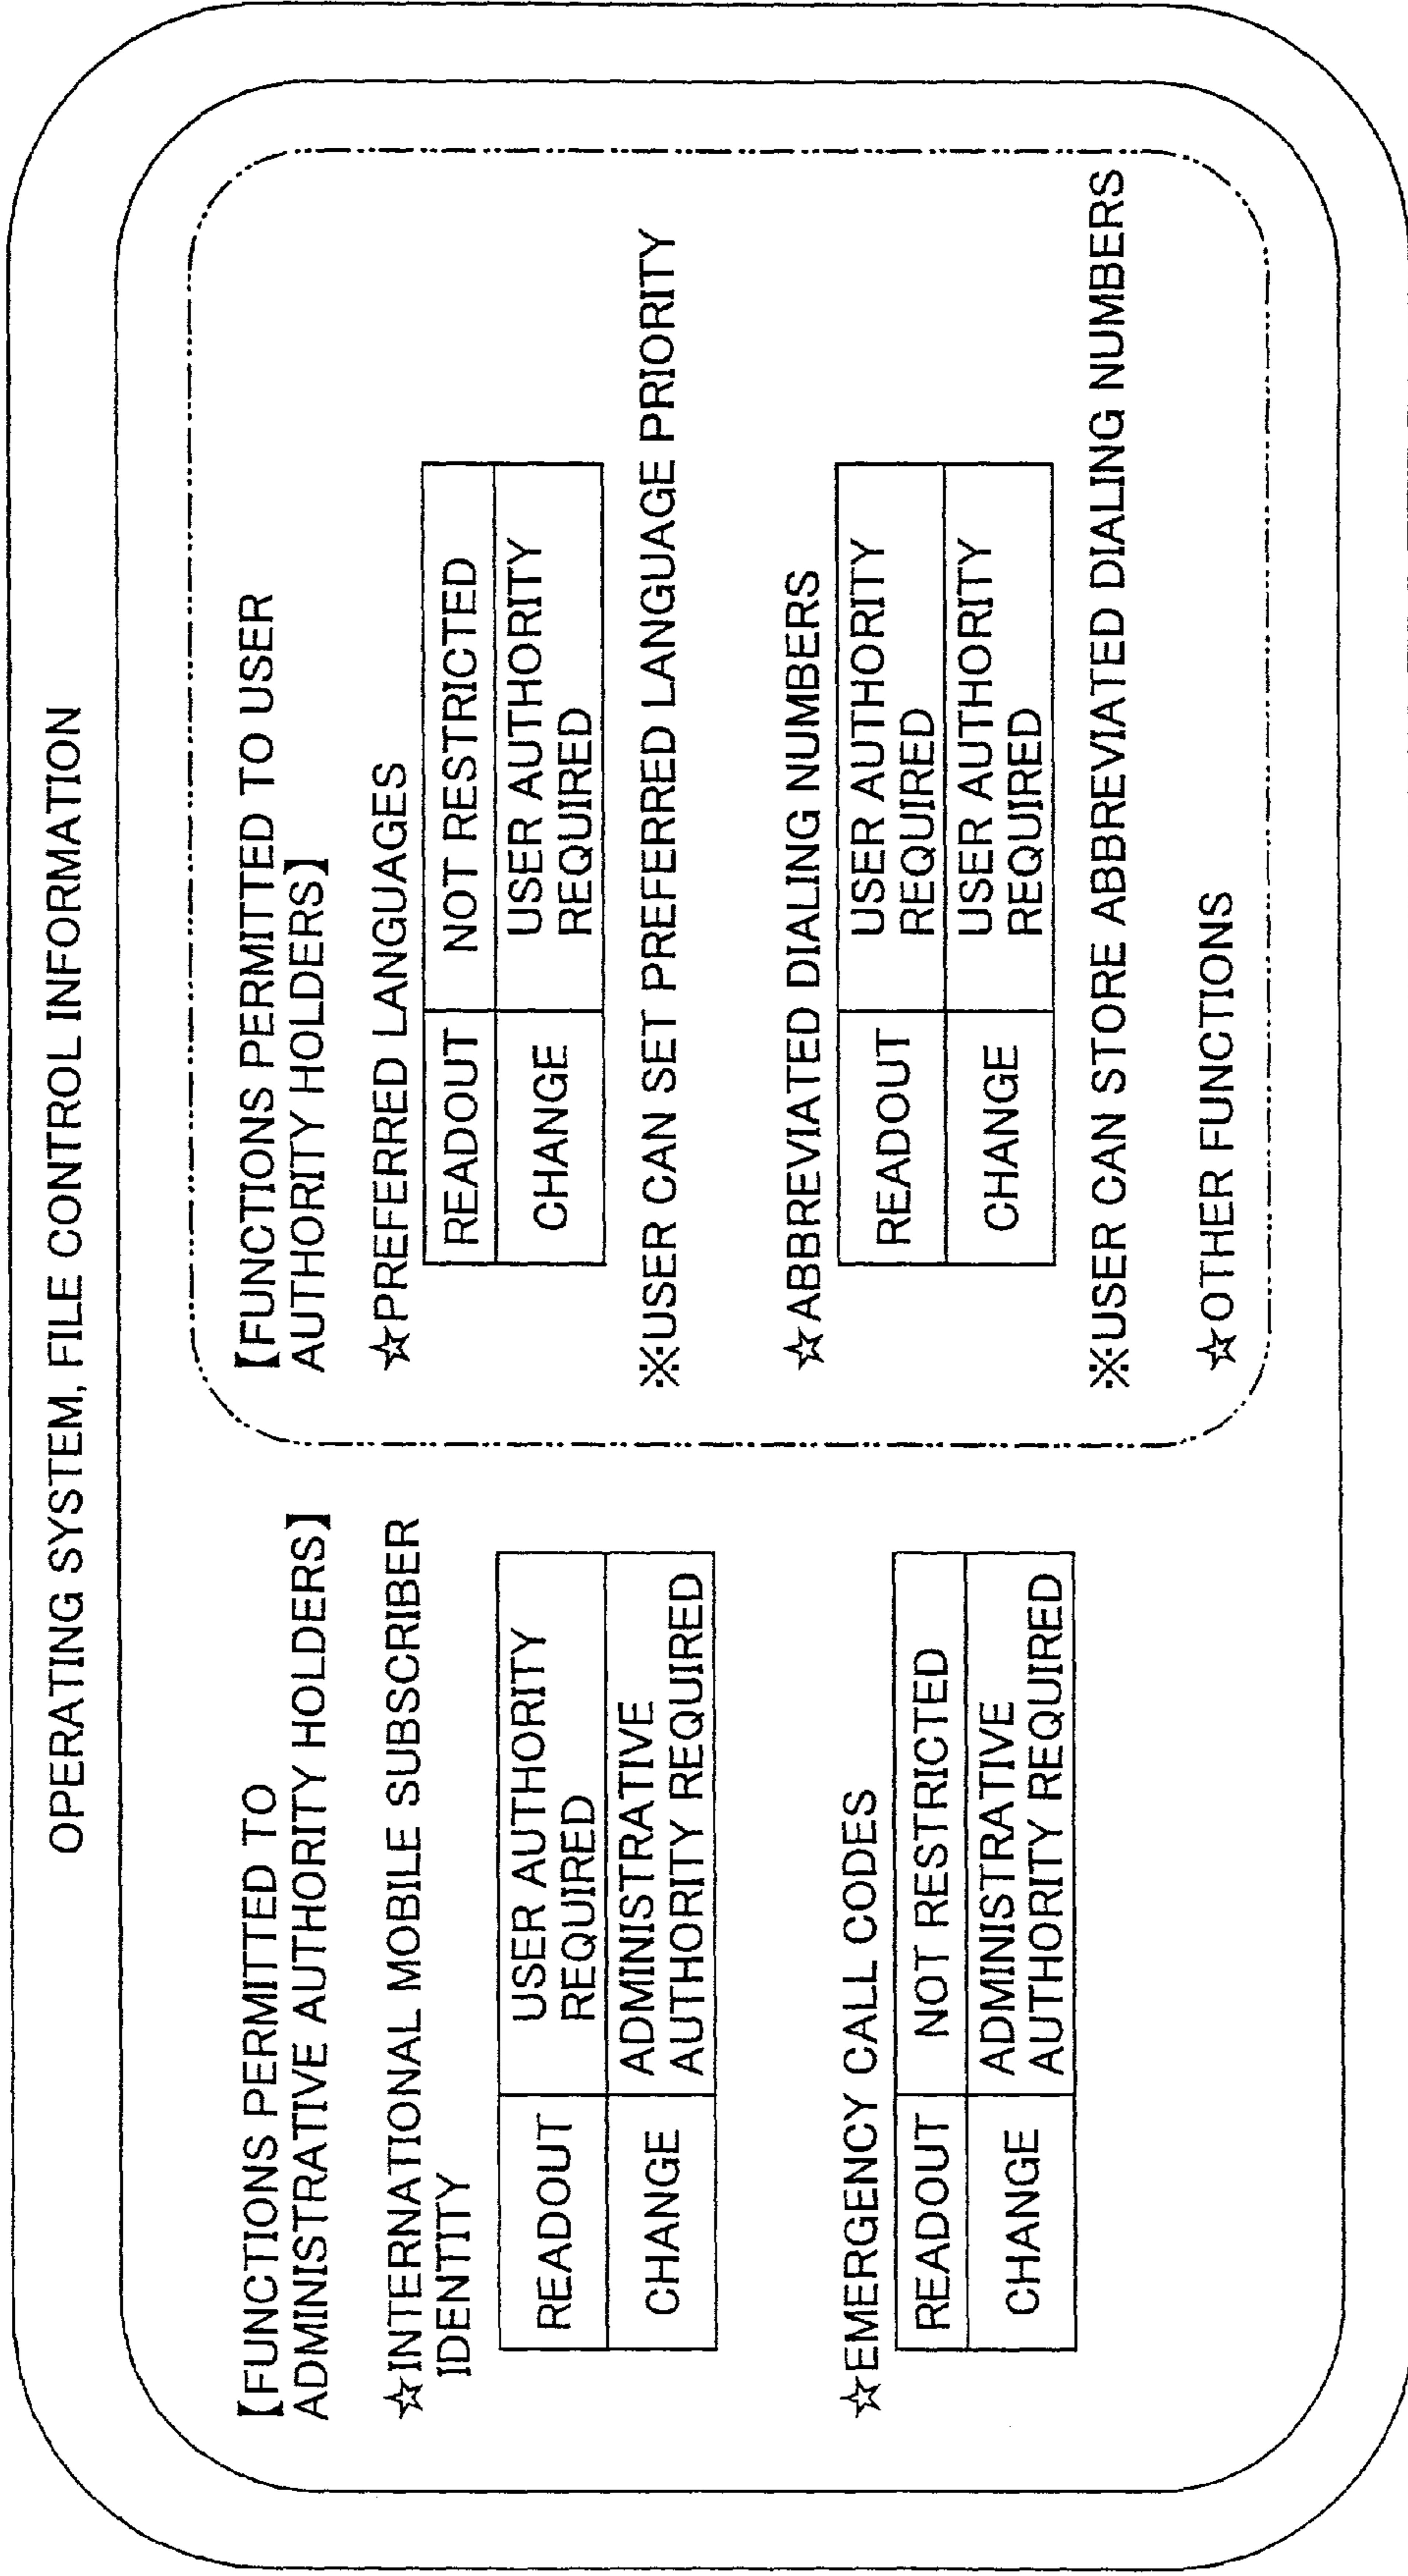 OPERATING SYSTEM, FILE CONTROL INFORMATION
【FUNCTIONS PERMITTED TO
ADMINISTRATIVE AUTHORITY HOLDERS】
☆INTERNATIONAL MOBILE SUBSCRIBER
IDENTITY
READOUT
USER AUTHORITY
REQUIRED
CHANGE
ADMINISTRATIVE
AUTHORITY REQUIRED
☆EMERGENCY CALL CODES
READOUT
NOT RESTRICTED
CHANGE
ADMINISTRATIVE
AUTHORITY REQUIRED
【FUNCTIONS PERMITTED TO USER
AUTHORITY HOLDERS】
☆PREFERRED LANGUAGES
READOUT
NOT RESTRICTED
CHANGE
USER AUTHORITY
REQUIRED
※USER CAN SET PREFERRED LANGUAGE PRIORITY
☆ABBREVIATED DIALING NUMBERS
READOUT
USER AUTHORITY
REQUIRED
CHANGE
USER AUTHORITY
REQUIRED
※USER CAN STORE ABBREVIATED DIALING NUMBERS
☆OTHER FUNCTIONS